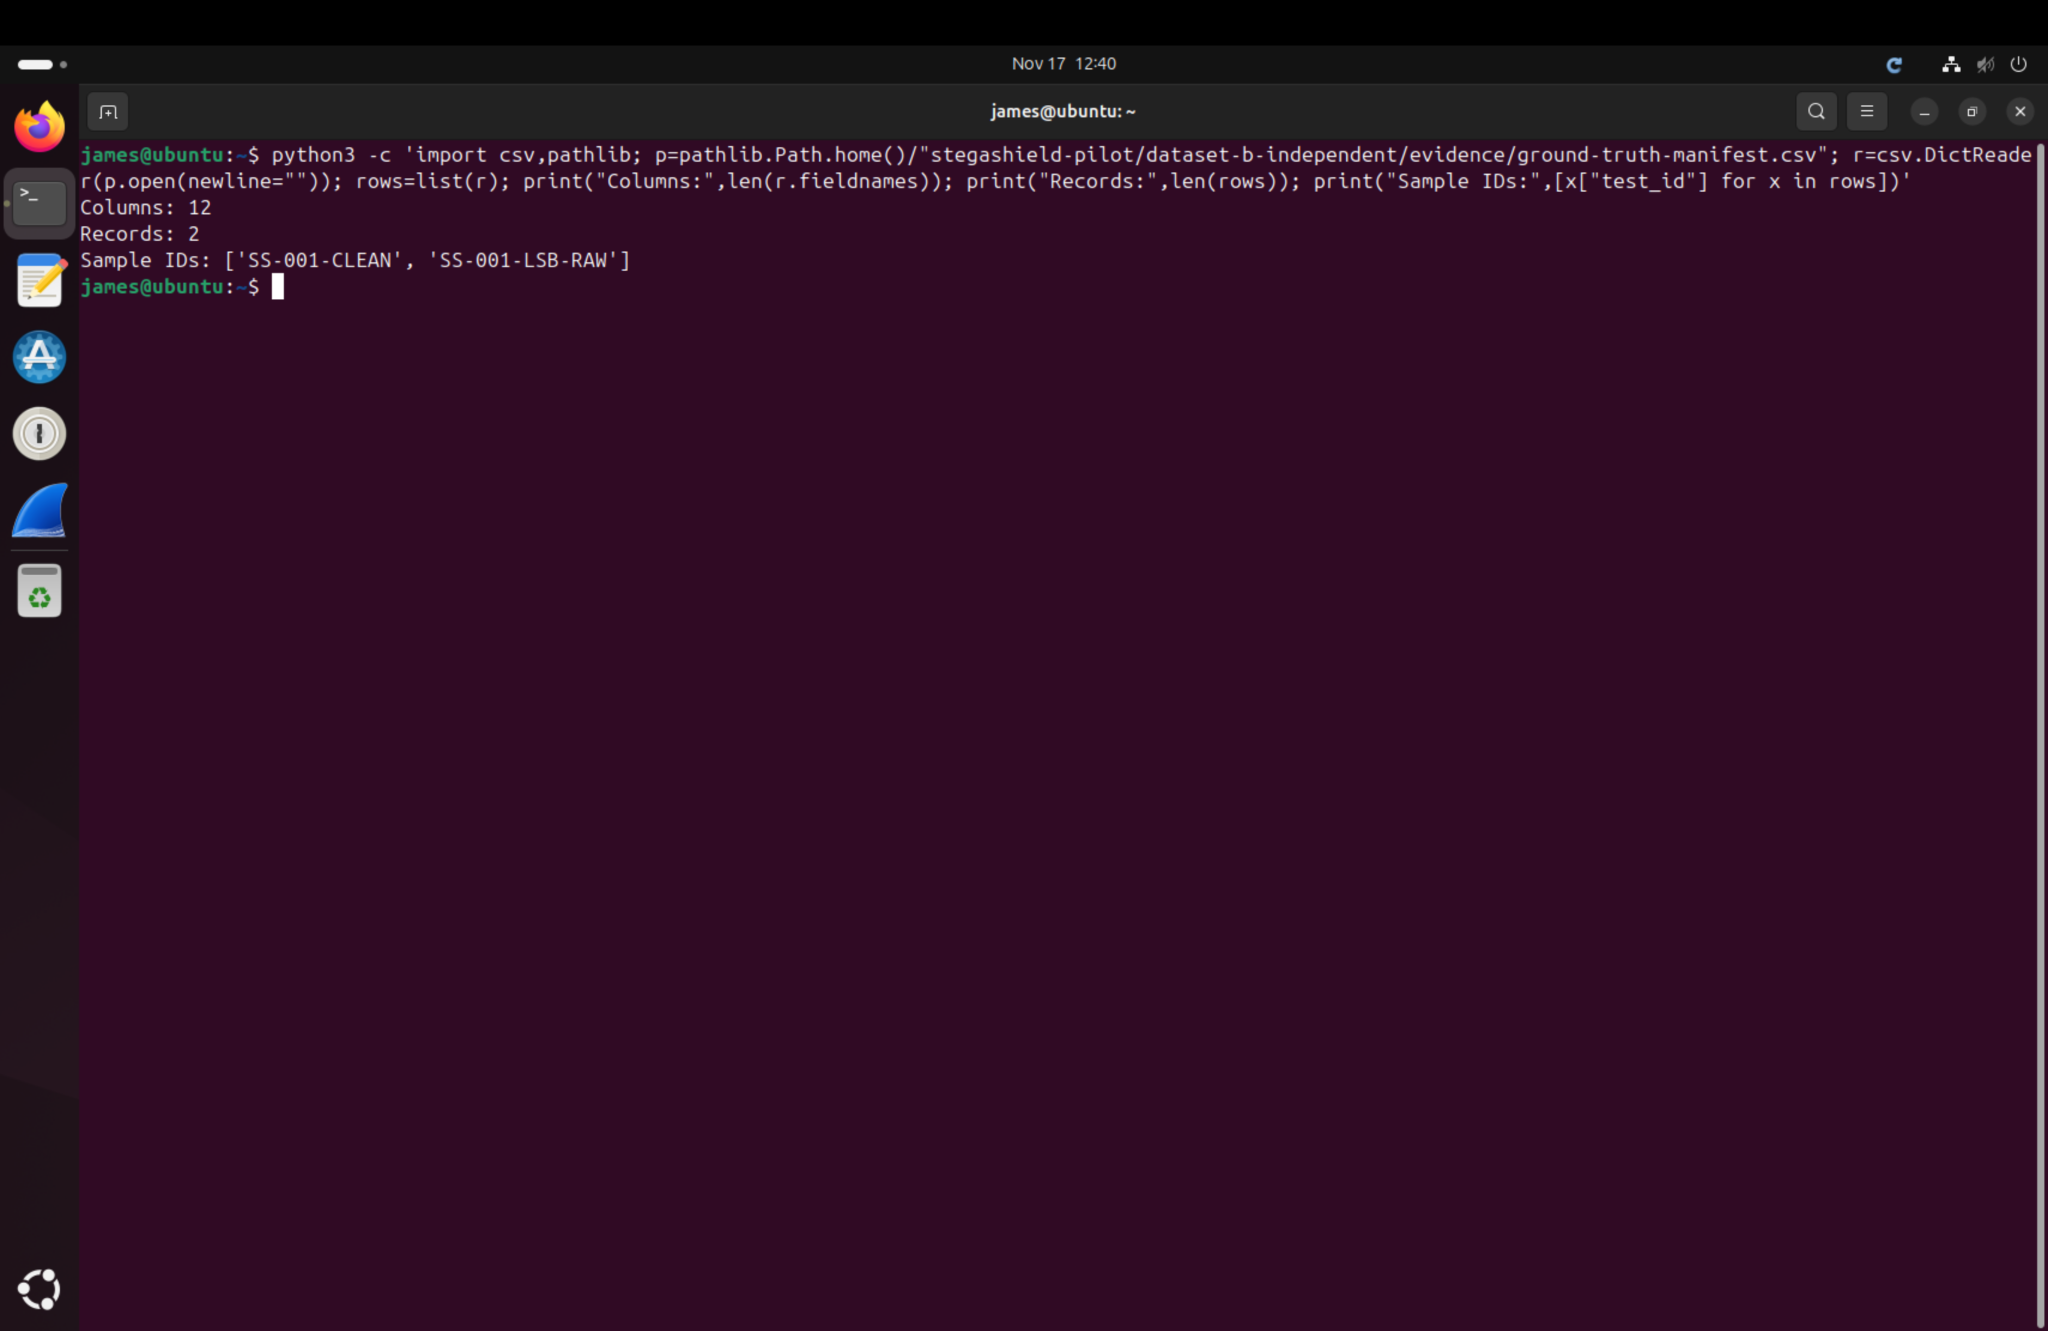 Nov 17 12:40
james@ubuntu: ~
james@ubuntu:~$ python3 -c 'import csv,pathlib; p=pathlib.Path.home()/"stegashield-pilot/dataset-b-independent/evidence/ground-truth-manifest.csv"; r=csv.DictReade
r(p.open(newline="")); rows=list(r); print("Columns:",len(r.fieldnames)); print("Records:",len(rows)); print("Sample IDs:",[x["test_id"] for x in rows])'
Columns: 12
Records: 2
Sample IDs: ['SS-001-CLEAN', 'SS-001-LSB-RAW']
james@ubuntu:~$